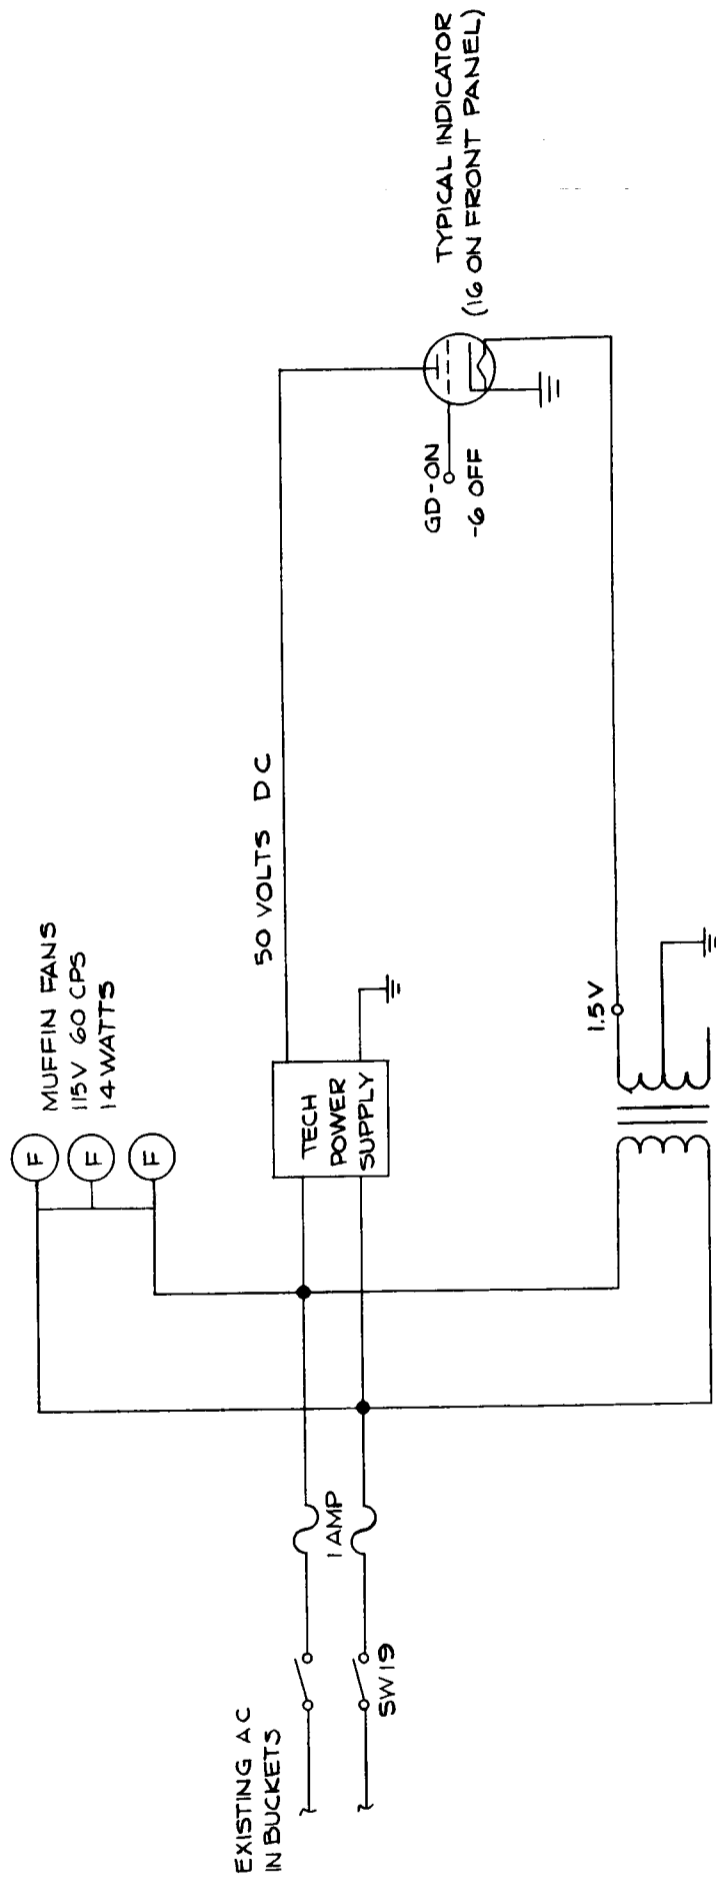 EXISTING AC
IN BUCKETS
SW19
1 AMP
MUFFIN FANS
115V 60 CPS
14 WATTS
F
F
F
TECH
POWER
SUPPLY
50 VOLTS DC
1.5V
GD-ON
-6 OFF
TYPICAL INDICATOR
(16 ON FRONT PANEL)